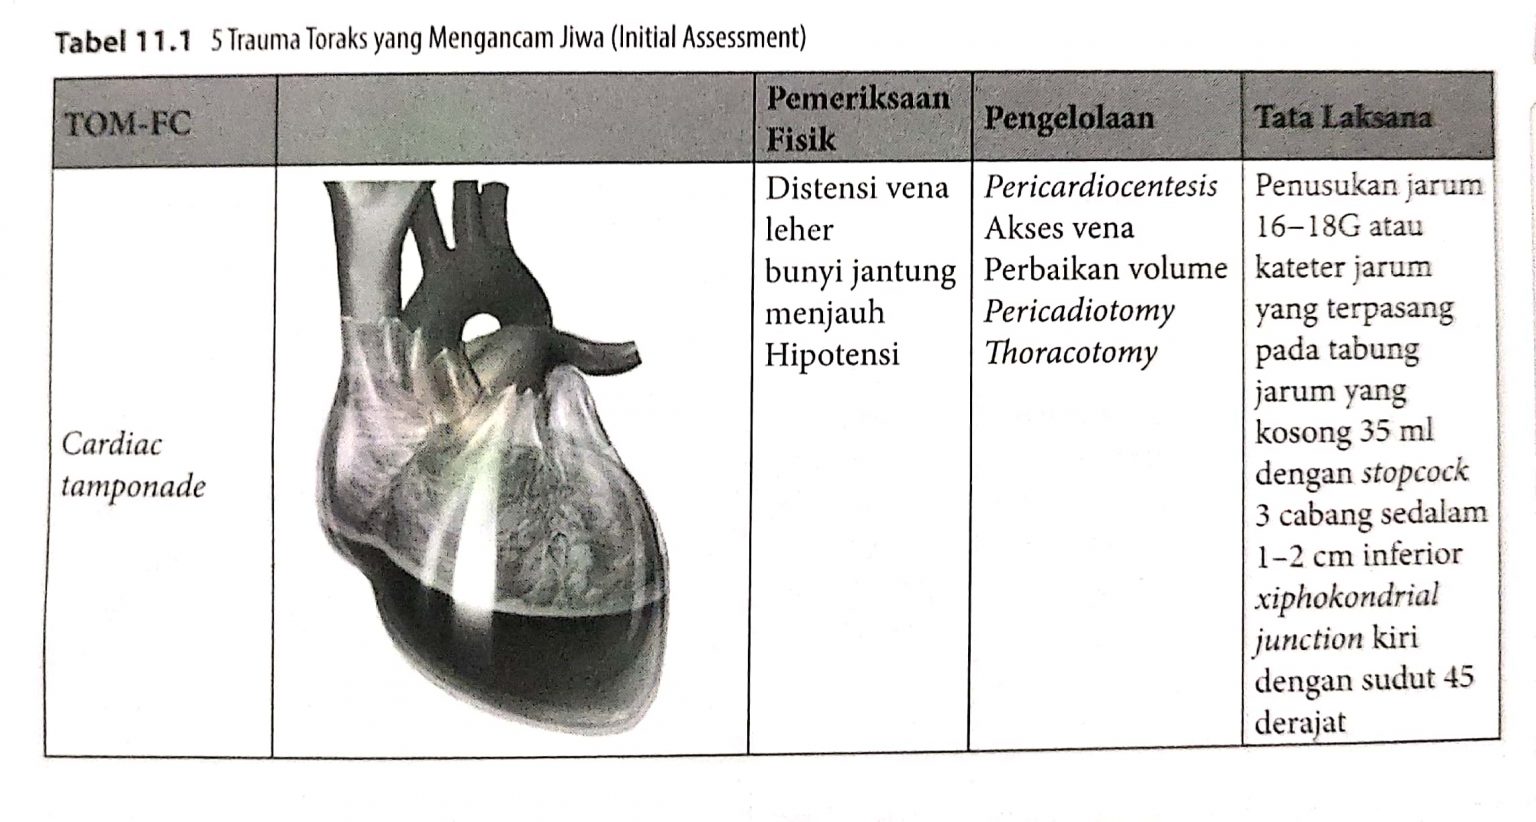 Tabel 11.1 5 Trauma Toraks yang Mengancam Jiwa (Initial Assessment)
TOM-FC
Pemeriksaan
Fisik
Pengelolaan
Tata Laksana
Cardiac
tamponade
Distensi vena
leher
bunyi jantung
menjauh
Hipotensi
Pericardiocentesis
Akses vena
Perbaikan volume
Pericadiotomy
Thoracotomy
Penusukan jarum
16–18G atau
kateter jarum
yang terpasang
pada tabung
jarum yang
kosong 35 ml
dengan stopcock
3 cabang sedalam
1–2 cm inferior
xiphokondrial
junction kiri
dengan sudut 45
derajat